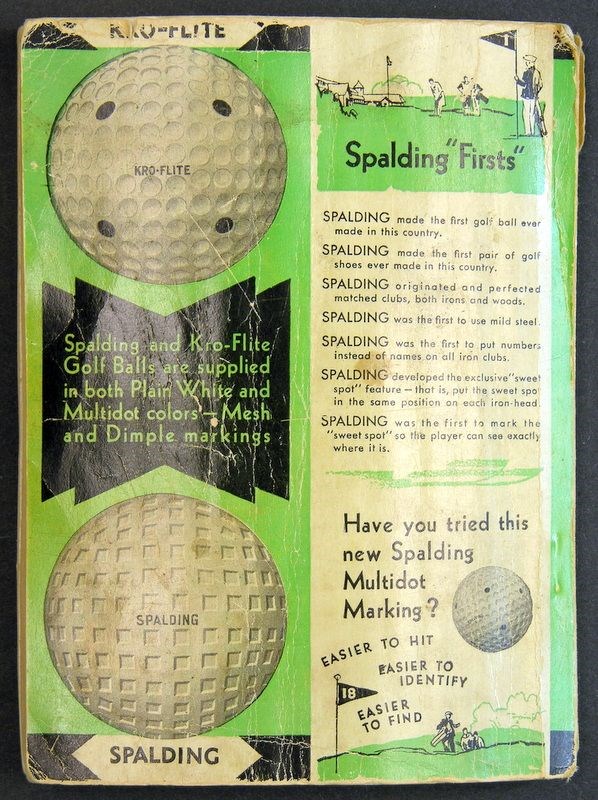 KRO-FLITE
KRO-FLITE
Spalding and Kro-Flite
Golf Balls are supplied
in both Plain White and
Multidot colors — Mesh
and Dimple markings
SPALDING
SPALDING
1
Spalding "Firsts"
SPALDING made the first golf ball ever
made in this country.
SPALDING made the first pair of golf
shoes ever made in this country.
SPALDING originated and perfected
matched clubs, both irons and woods.
SPALDING was the first to use mild steel.
SPALDING was the first to put numbers
instead of names on all iron clubs.
SPALDING developed the exclusive "sweet
spot" feature — that is, put the sweet spot
in the same position on each iron-head.
SPALDING was the first to mark the
"sweet spot" so the player can see exactly
where it is.
Have you tried this
new Spalding
Multidot
Marking?
EASIER TO HIT
EASIER TO
IDENTIFY
18
EASIER
TO FIND